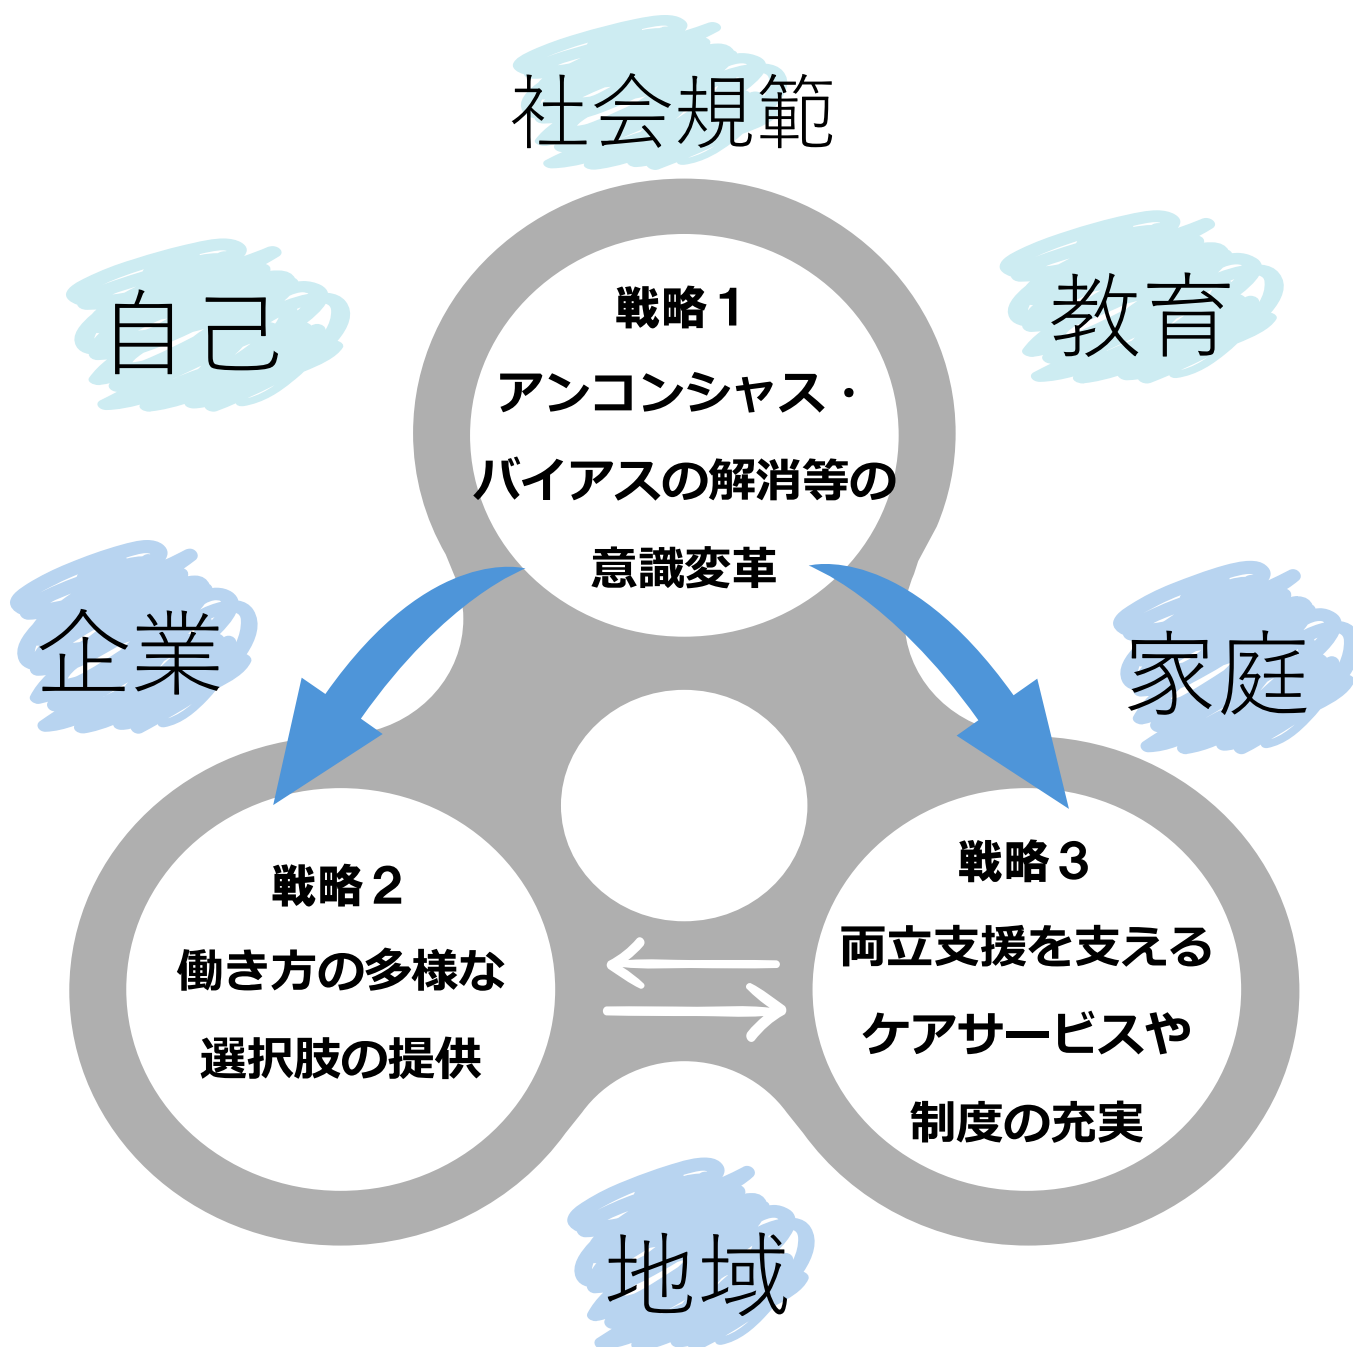 社会規範
自己
教育
戦略1
アンコンシャス・
バイアスの解消等の
意識変革
企業
家庭
戦略2
働き方の多様な
選択肢の提供
戦略3
両立支援を支える
ケアサービスや
制度の充実
地域